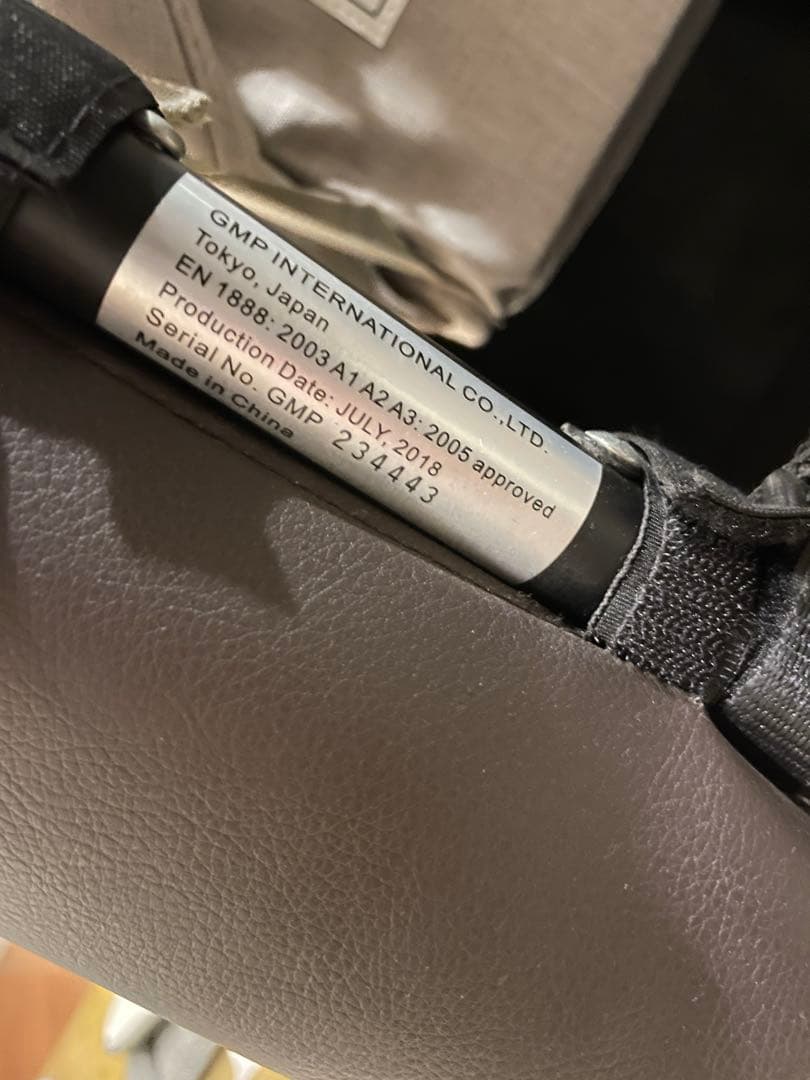 GMP INTERNATIONAL CO.,LTD.
Tokyo, Japan
EN 1888: 2003 A1 A2 A3: 2005 approved
Production Date: JULY, 2018
Serial No. GMP 234443
Made in China